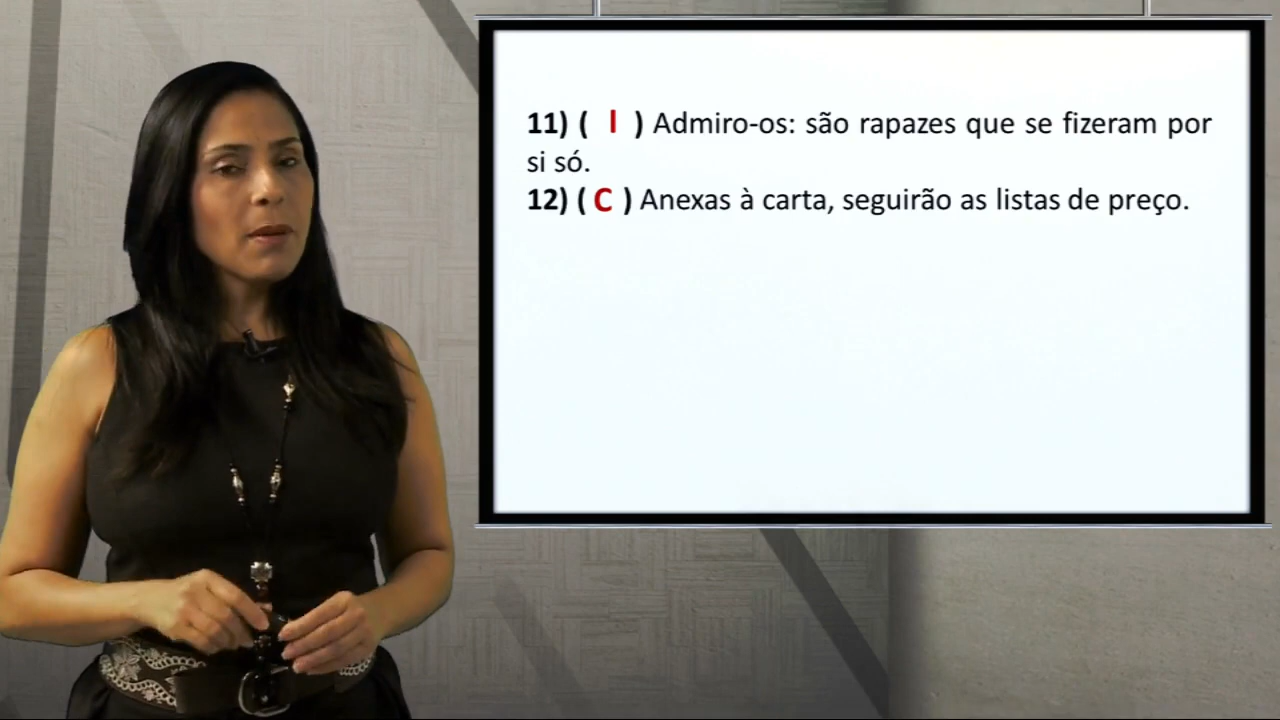 11) ( I ) Admiro-os: são rapazes que se fizeram por
si só.
12) ( C ) Anexas à carta, seguirão as listas de preço.